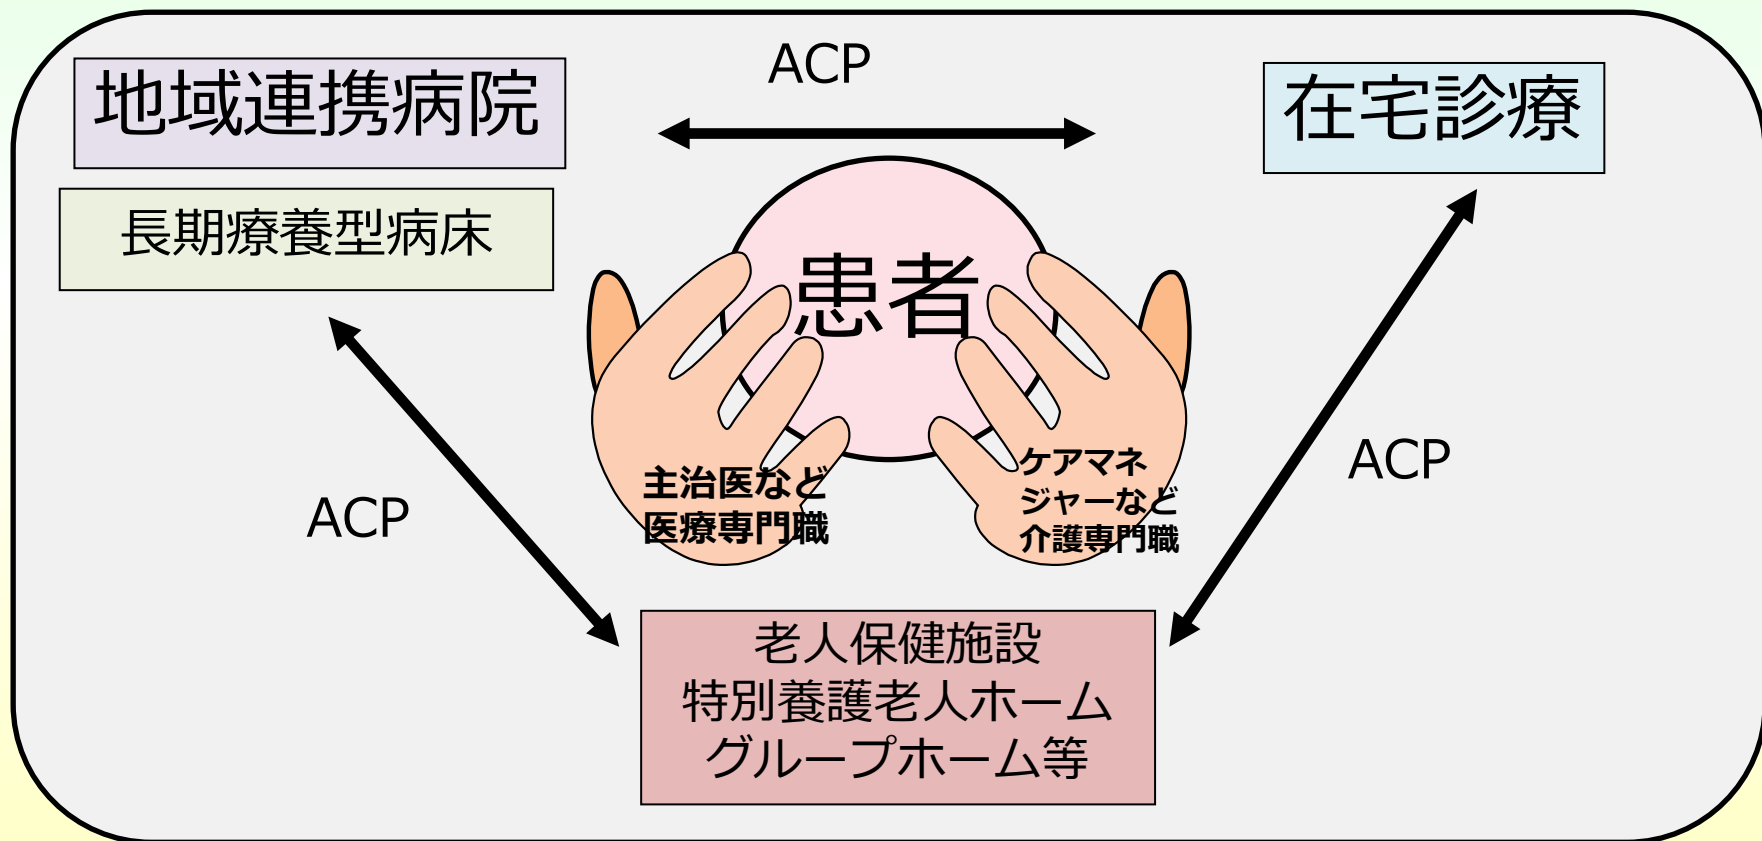 ACP
地域連携病院
在宅診療
長期療養型病床
患者
主治医など
医療専門職
ケアマネ
ジャーなど
介護専門職
ACP
ACP
老人保健施設
特別養護老人ホーム
グループホーム等